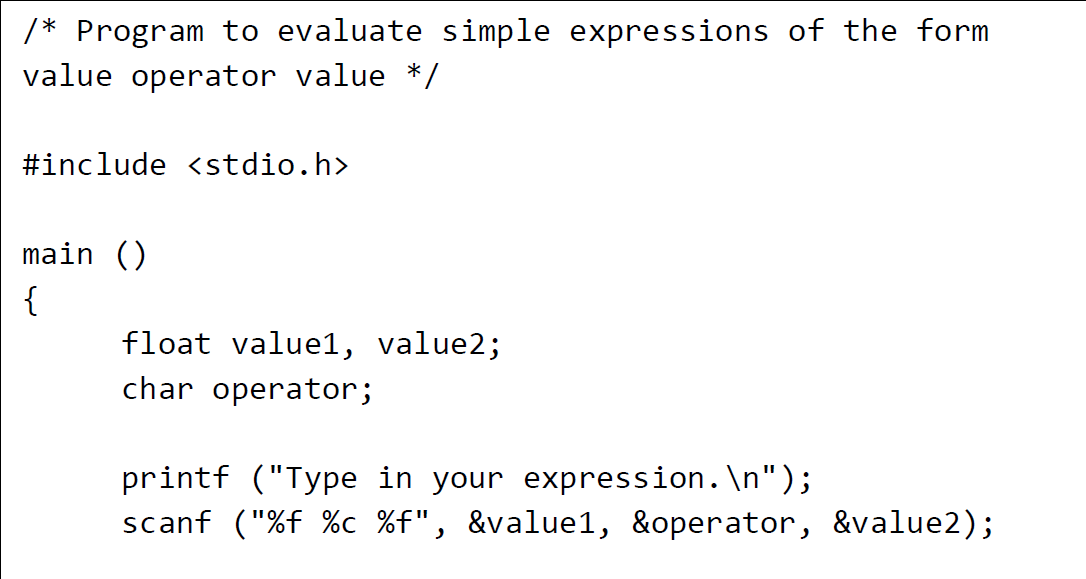 /* Program to evaluate simple expressions of the form
value operator value */
#include <stdio.h>
main ()
{
float value1, value2;
char operator;
printf ("Type in your expression.\n");
scanf ("%f %c %f", &value1, &operator, &value2);